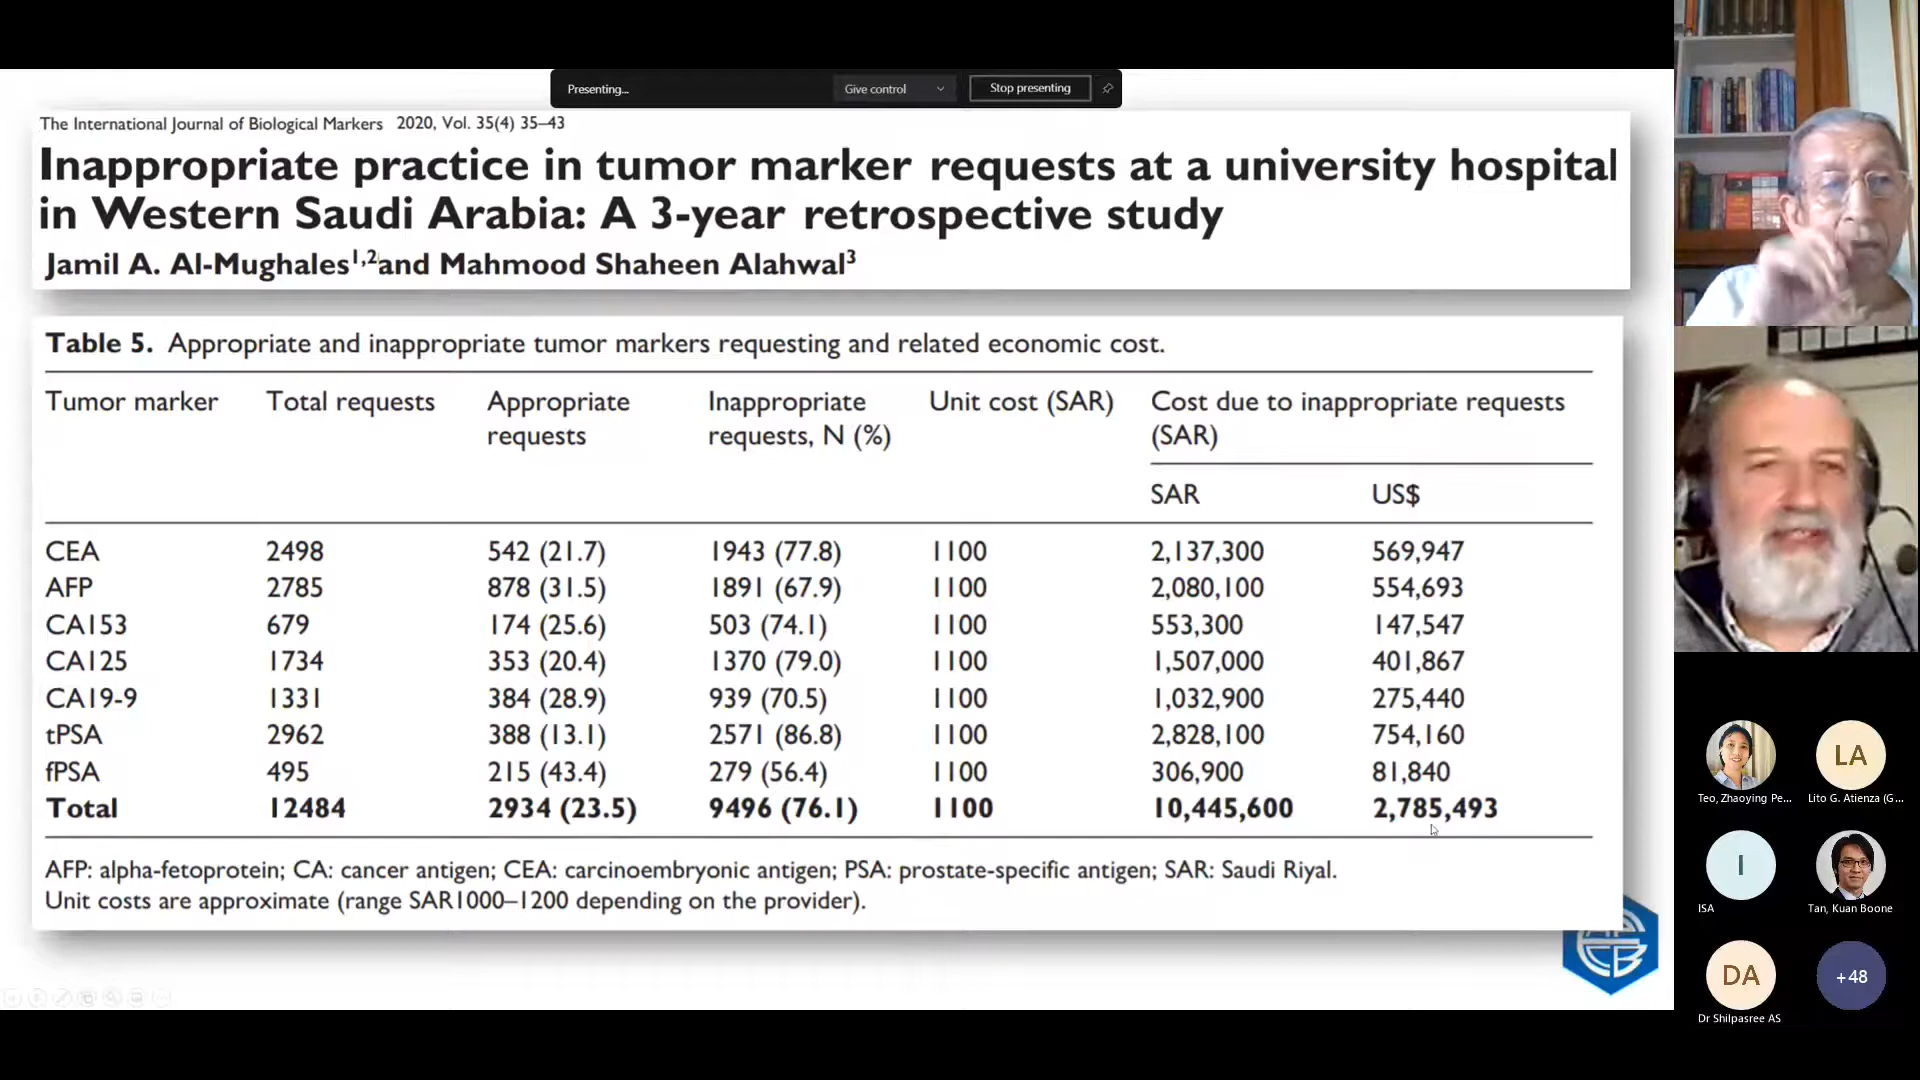 Presenting...
Give control
Stop presenting
The International Journal of Biological Markers 2020, Vol. 35(4) 35–43
Inappropriate practice in tumor marker requests at a university hospital
in Western Saudi Arabia: A 3-year retrospective study
Jamil A. Al-Mughales1,2 and Mahmood Shaheen Alahwal3
Table 5. Appropriate and inappropriate tumor markers requesting and related economic cost.
Tumor marker Total requests Appropriate requests Inappropriate requests, N (%) Unit cost (SAR) Cost due to inappropriate requests (SAR)
SAR US$
CEA 2498 542 (21.7) 1943 (77.8) 1100 2,137,300 569,947
AFP 2785 878 (31.5) 1891 (67.9) 1100 2,080,100 554,693
CA153 679 174 (25.6) 503 (74.1) 1100 553,300 147,547
CA125 1734 353 (20.4) 1370 (79.0) 1100 1,507,000 401,867
CA19-9 1331 384 (28.9) 939 (70.5) 1100 1,032,900 275,440
tPSA 2962 388 (13.1) 2571 (86.8) 1100 2,828,100 754,160
fPSA 495 215 (43.4) 279 (56.4) 1100 306,900 81,840
Total 12484 2934 (23.5) 9496 (76.1) 1100 10,445,600 2,785,493
AFP: alpha-fetoprotein; CA: cancer antigen; CEA: carcinoembryonic antigen; PSA: prostate-specific antigen; SAR: Saudi Riyal.
Unit costs are approximate (range SAR1000–1200 depending on the provider).
LA
Teo, Zhaoying Pe... Lito G. Atienza (G...
I
ISA Tan, Kuan Boone
DA +48
Dr Shilpasree AS